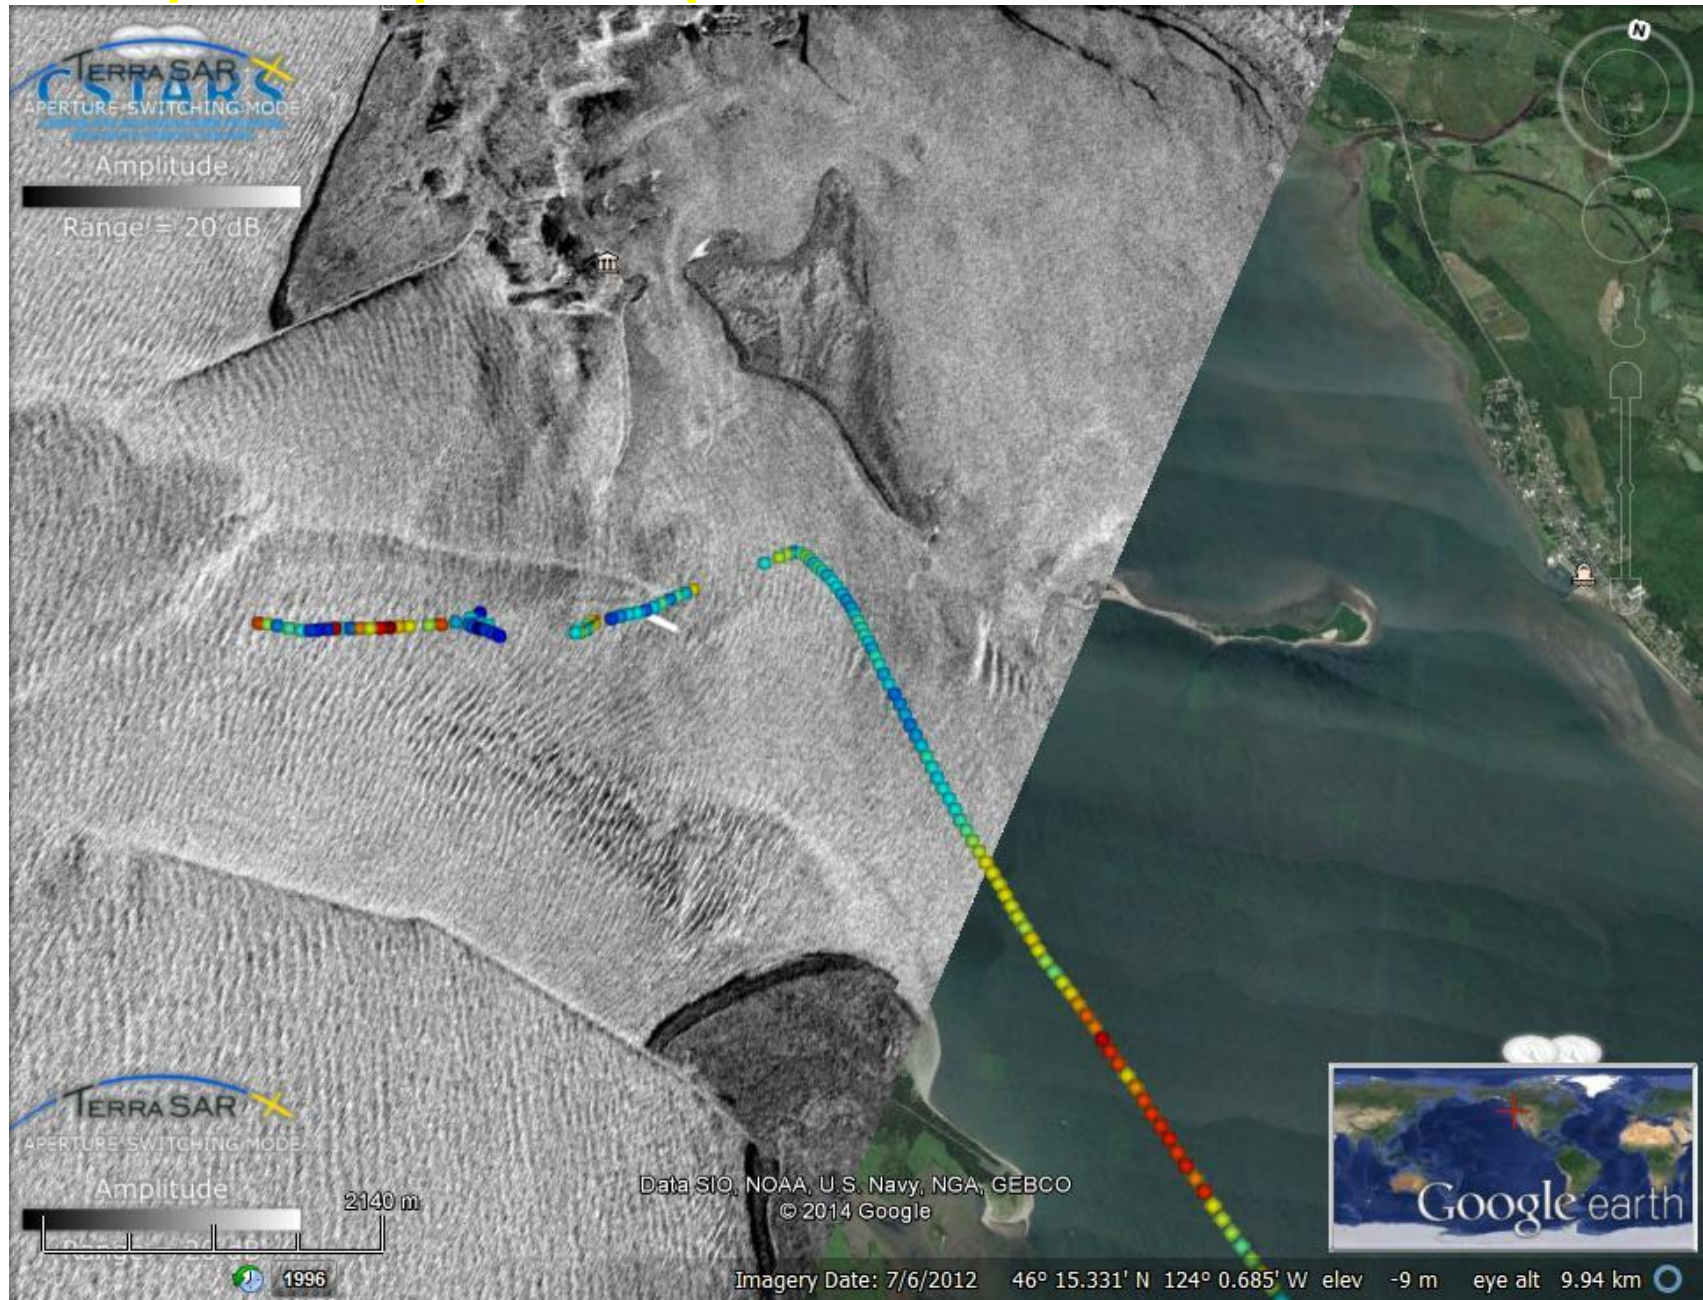 TERRASAR
CSTARS
APERTURE-SWITCHING MODE
Amplitude
Range = 20 dB
N
TERRA SAR
APERTURE-SWITCHING MODE
Amplitude
2140 m
1996
Data SIO, NOAA, U.S. Navy, NGA, GEBCO
© 2014 Google
Google earth
Imagery Date: 7/6/2012 46° 15.331' N 124° 0.685' W elev -9 m eye alt 9.94 km